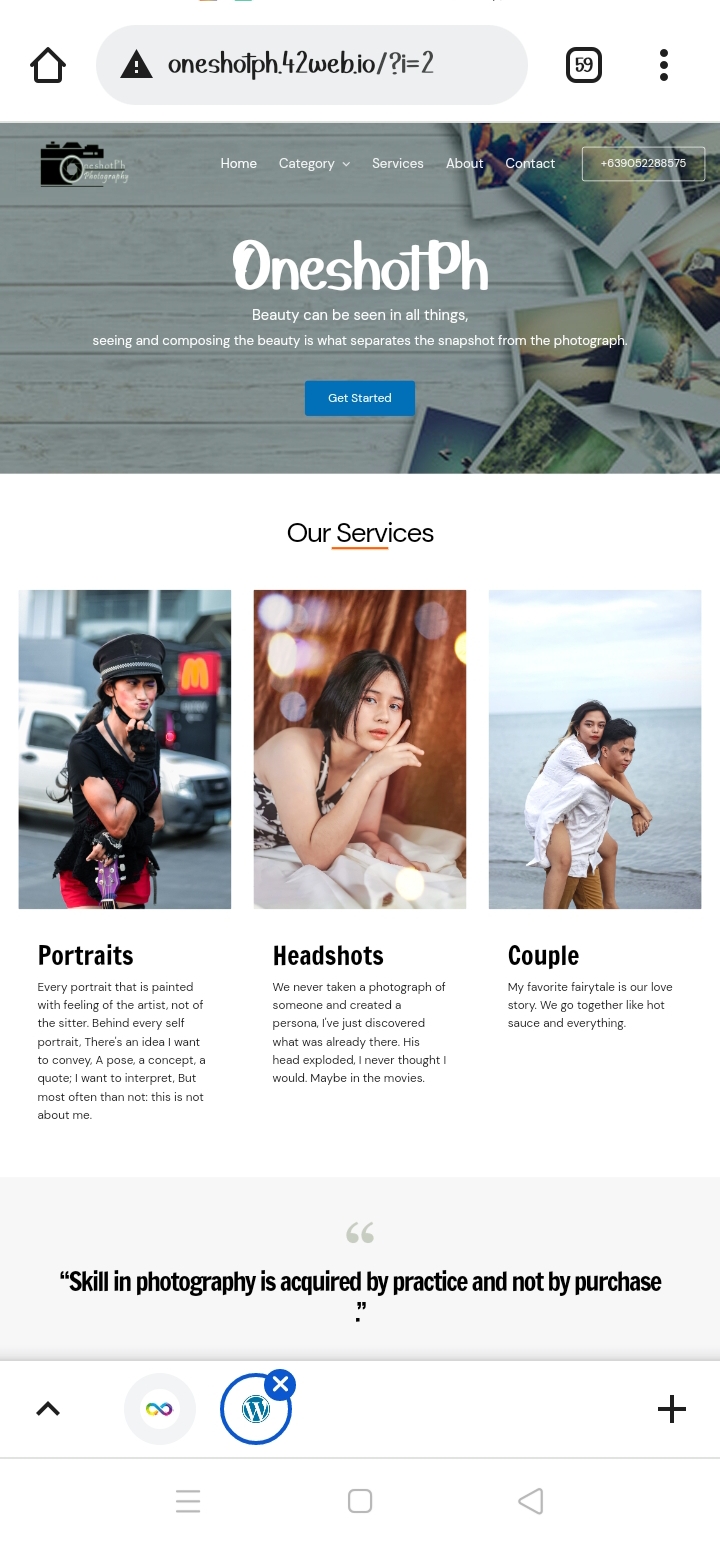 oneshotph.42web.io/?i=2
59
OneshotPh
Photography
Home Category Services About Contact +639052288575
OneshotPh
Beauty can be seen in all things,
seeing and composing the beauty is what separates the snapshot from the photograph.
Get Started
Our Services
Portraits
Every portrait that is painted
with feeling of the artist, not of
the sitter. Behind every self
portrait, There's an idea I want
to convey, A pose, a concept, a
quote; I want to interpret, But
most often than not: this is not
about me.
Headshots
We never taken a photograph of
someone and created a
persona, I've just discovered
what was already there. His
head exploded, I never thought I
would. Maybe in the movies.
Couple
My favorite fairytale is our love
story. We go together like hot
sauce and everything.
“
“Skill in photography is acquired by practice and not by purchase
.”